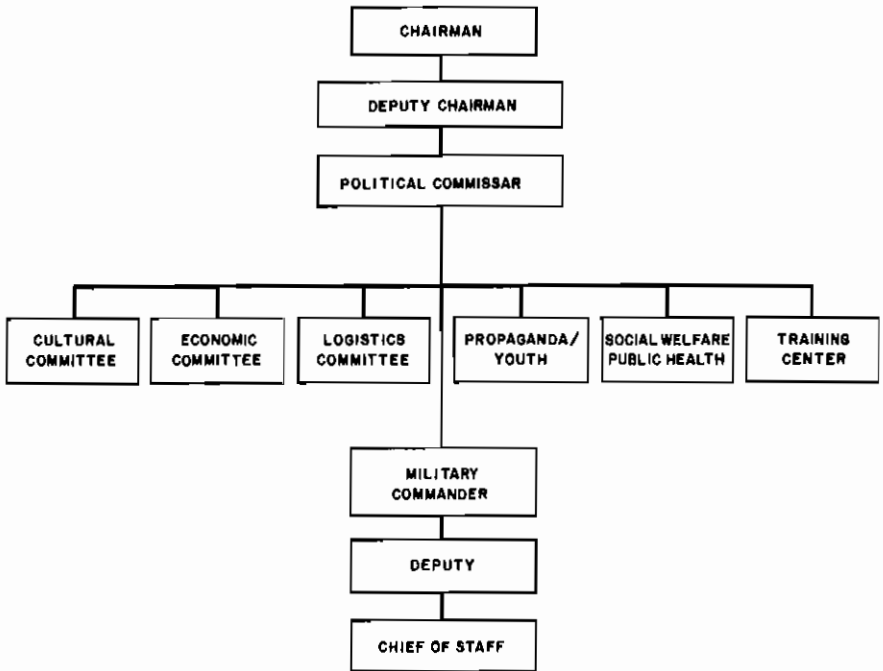 CHAIRMAN
DEPUTY CHAIRMAN
POLITICAL COMMISSAR
CULTURAL
COMMITTEE
ECONOMIC
COMMITTEE
LOGISTICS
COMMITTEE
PROPAGANDA/
YOUTH
SOCIAL WELFARE
PUBLIC HEALTH
TRAINING
CENTER
MILITARY
COMMANDER
DEPUTY
CHIEF OF STAFF